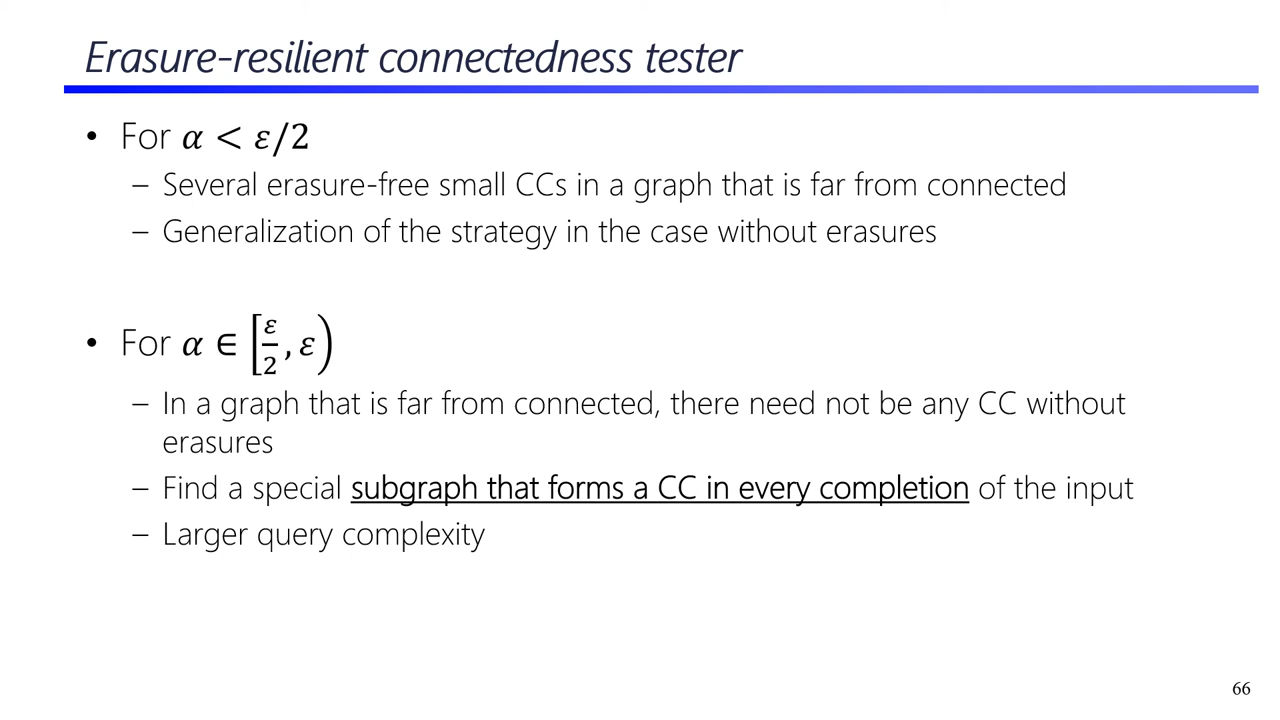 Erasure-resilient connectedness tester
• For 𝛼 < 𝜀/2
– Several erasure-free small CCs in a graph that is far from connected
– Generalization of the strategy in the case without erasures
• For 𝛼 ∈ [𝜀/2, 𝜀)
– In a graph that is far from connected, there need not be any CC without
erasures
– Find a special subgraph that forms a CC in every completion of the input
– Larger query complexity
66